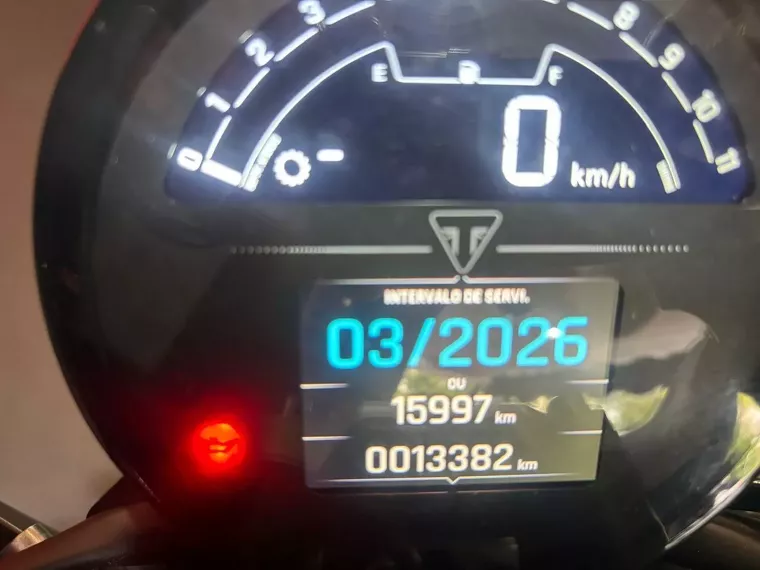 0 1 2 3 8 9 10 11
E F
- 0 km/h
INTERVALO DE SERVI.
03/2026
OU
15997 km
0013382 km